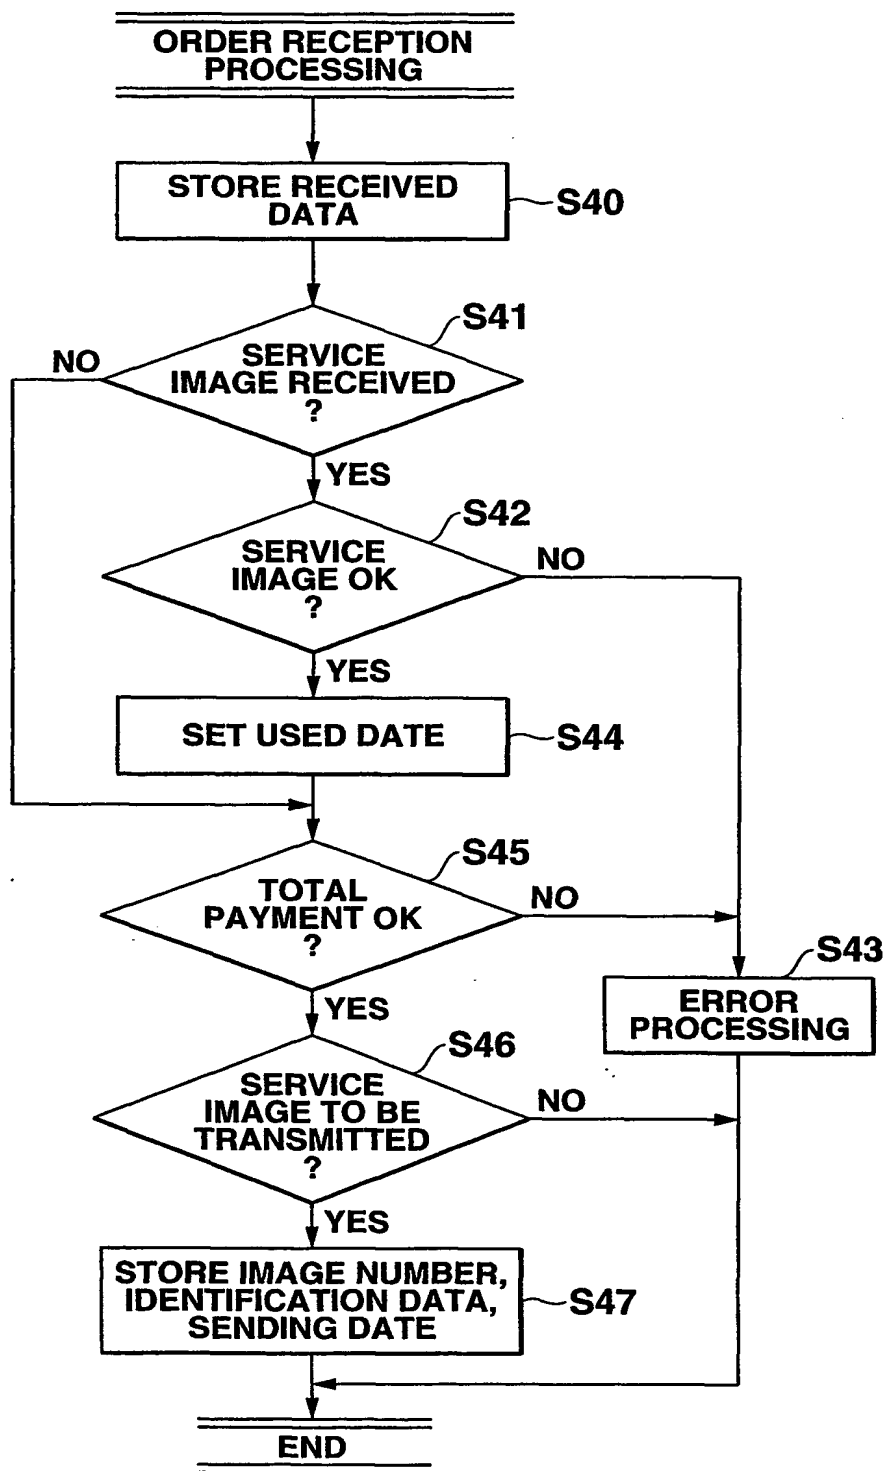 ORDER RECEPTION
PROCESSING
STORE RECEIVED
DATA
S40
S41
NO
SERVICE
IMAGE RECEIVED
?
YES
S42
SERVICE
IMAGE OK
?
NO
YES
SET USED DATE
S44
S45
TOTAL
PAYMENT OK
?
NO
S43
ERROR
PROCESSING
YES
S46
SERVICE
IMAGE TO BE
TRANSMITTED
?
NO
YES
STORE IMAGE NUMBER,
IDENTIFICATION DATA,
SENDING DATE
S47
END